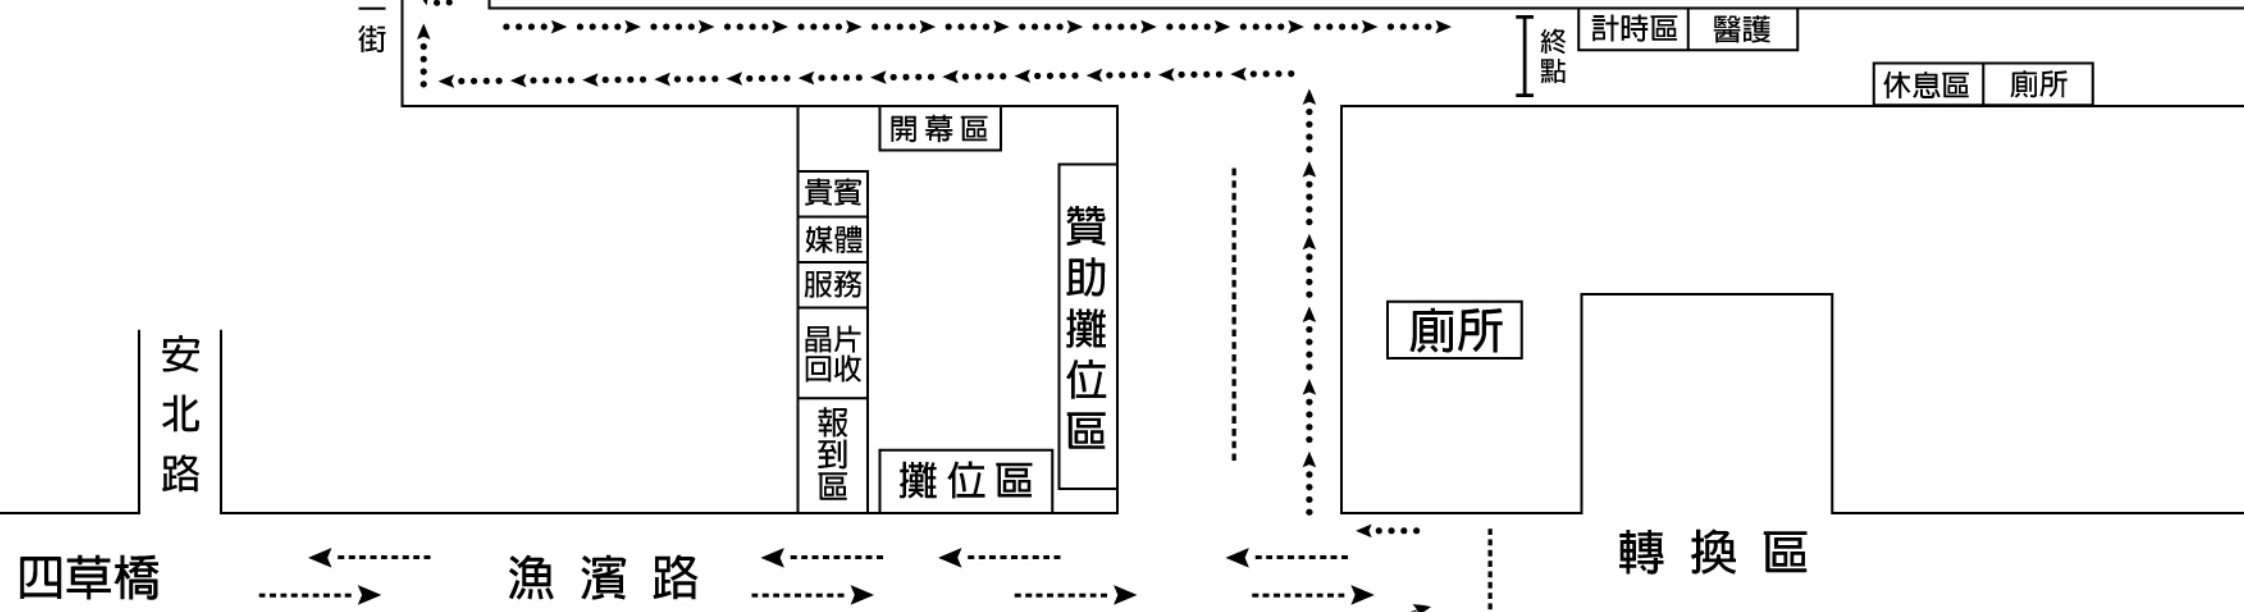 二街
終點
計時區
醫護
休息區
廁所
開幕區
貴賓
媒體
服務
晶片
回收
報到區
贊助攤位區
攤位區
廁所
安北路
四草橋
漁濱路
轉換區